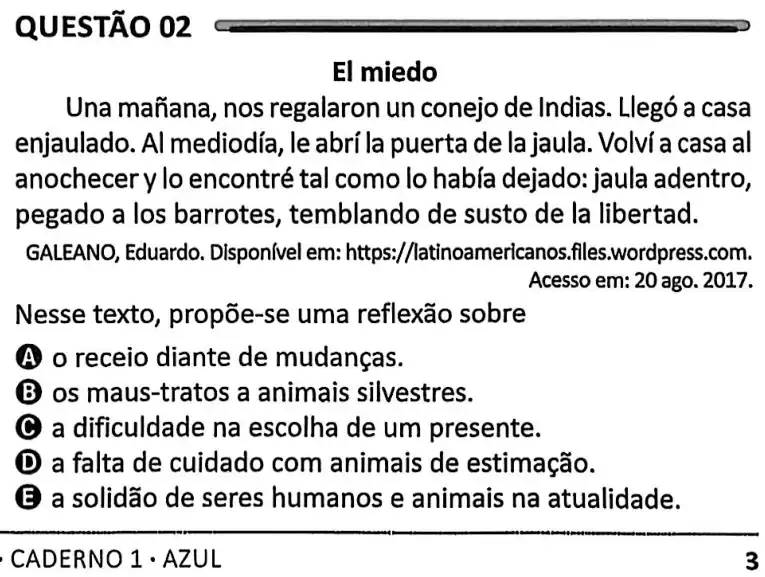 QUESTÃO 02
El miedo
Una mañana, nos regalaron un conejo de Indias. Llegó a casa
enjaulado. Al mediodía, le abrí la puerta de la jaula. Volví a casa al
anochecer y lo encontré tal como lo había dejado: jaula adentro,
pegado a los barrotes, temblando de susto de la libertad.
GALEANO, Eduardo. Disponível em: https://latinoamericanos.files.wordpress.com.
Acesso em: 20 ago. 2017.
Nesse texto, propõe-se uma reflexão sobre
A o receio diante de mudanças.
B os maus-tratos a animais silvestres.
C a dificuldade na escolha de um presente.
D a falta de cuidado com animais de estimação.
E a solidão de seres humanos e animais na atualidade.
• CADERNO 1 • AZUL 3